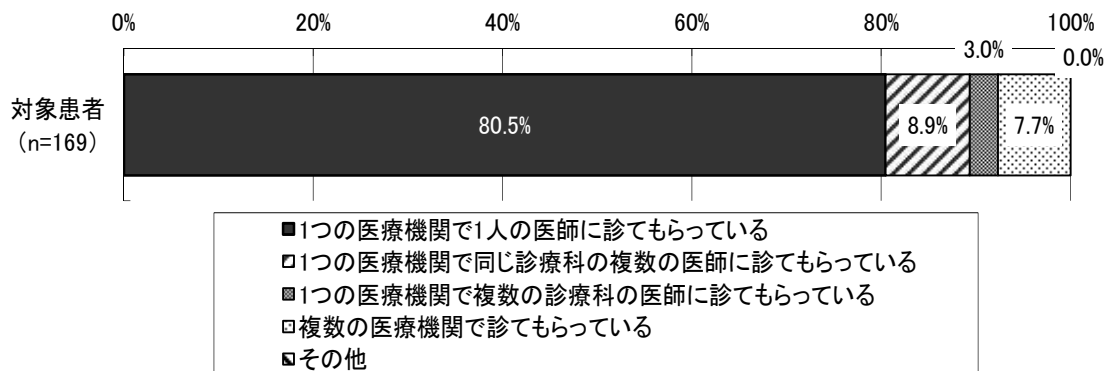 0% 20% 40% 60% 80% 100%
3.0% 0.0%
対象患者
(n=169)
80.5% 8.9% 7.7%
1つの医療機関で1人の医師に診てもらっている
1つの医療機関で同じ診療科の複数の医師に診てもらっている
1つの医療機関で複数の診療科の医師に診てもらっている
複数の医療機関で診てもらっている
その他